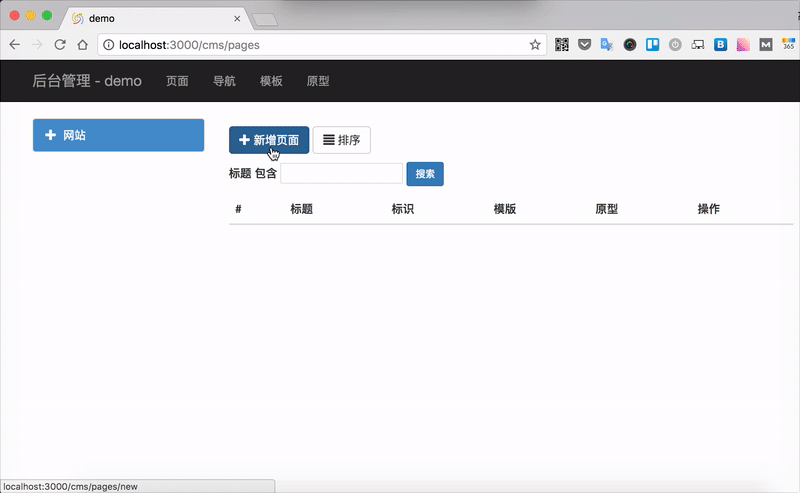 demo
localhost:3000/cms/pages
365
后台管理 - demo 页面 导航 模板 原型
网站
新增页面 排序
标题 包含 搜索
# 标题 标识 模版 原型 操作
localhost:3000/cms/pages/new